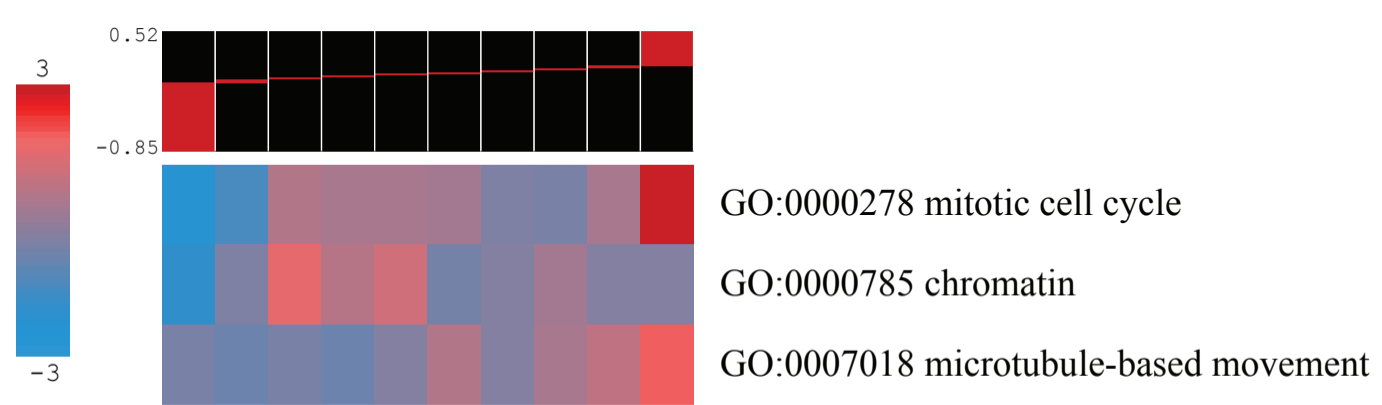 0.52
3
-0.85
-3
GO:0000278 mitotic cell cycle
GO:0000785 chromatin
GO:0007018 microtubule-based movement